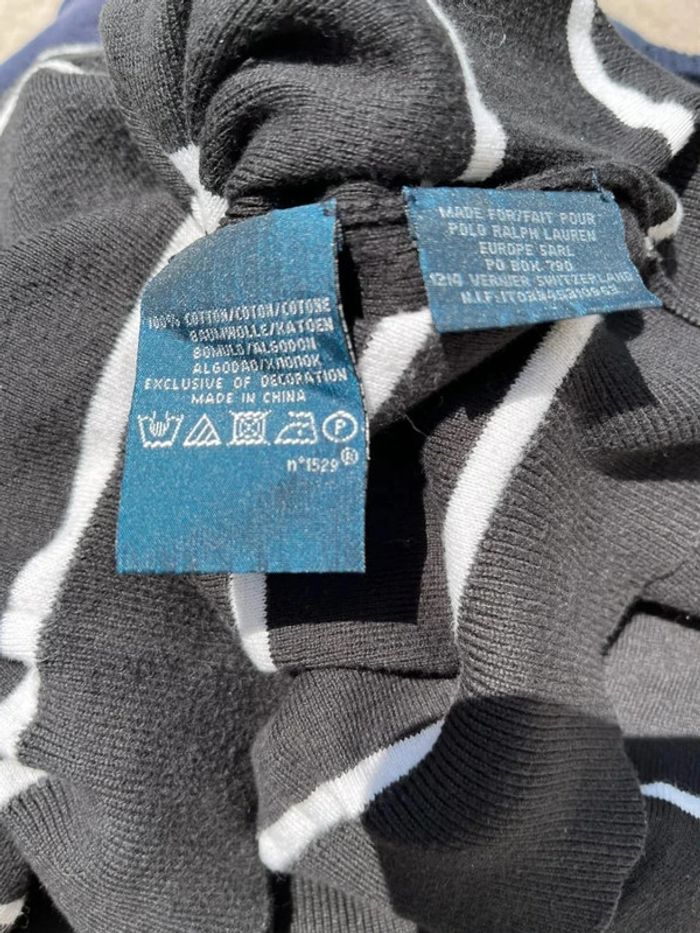 100% COTTON/COTON/COTONE
BAUMWOLLE/KATOEN
BOMULD/ALGODON
ALGODAO/ХЛОПОК
EXCLUSIVE OF DECORATION
MADE IN CHINA
P
n°1529®
MADE FOR/FAIT POUR
POLO RALPH LAUREN
EUROPE SARL
PO BOX 790
1214 VERNIER SWITZERLAND